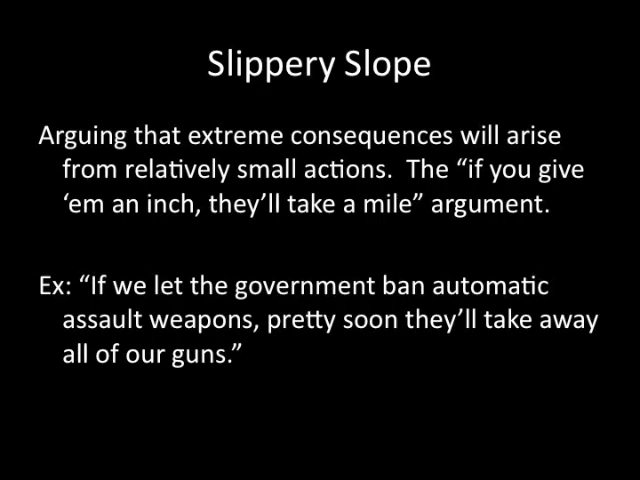 Slippery Slope
Arguing that extreme consequences will arise
from relatively small actions.  The “if you give
‘em an inch, they’ll take a mile” argument.
Ex: “If we let the government ban automatic
assault weapons, pretty soon they’ll take away
all of our guns.”